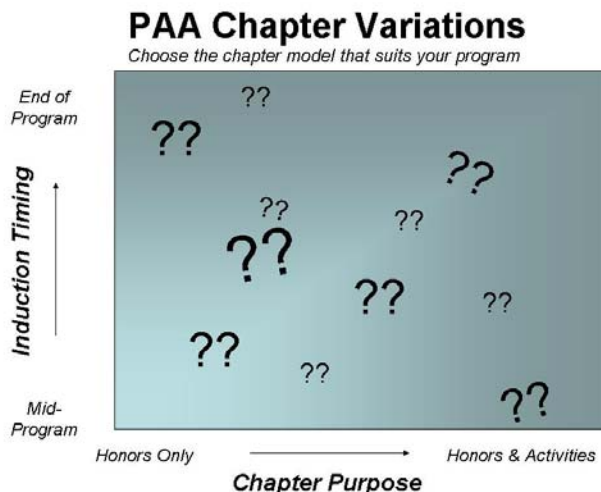 PAA Chapter Variations
Choose the chapter model that suits your program
End of
Program
??
??
??
??
??
??
??
??
??
??
??
Induction Timing
Mid-
Program
Honors Only
Honors & Activities
Chapter Purpose